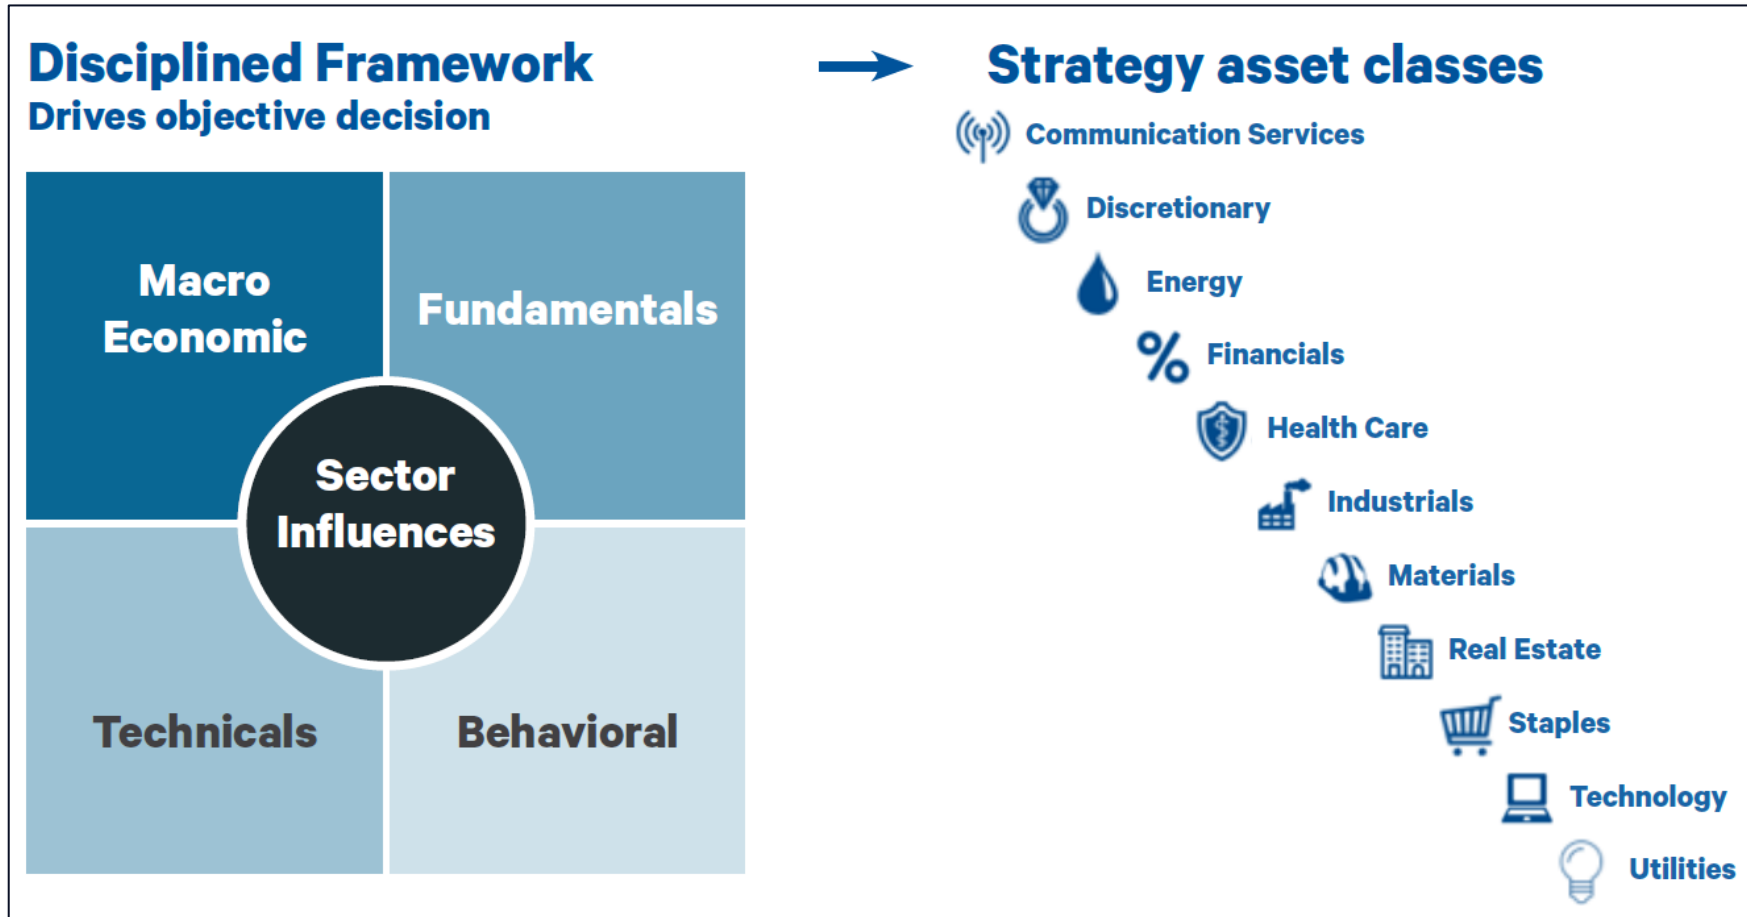 Disciplined Framework
Drives objective decision
Macro
Economic
Fundamentals
Sector
Influences
Technicals
Behavioral
Strategy asset classes
Communication Services
Discretionary
Energy
% Financials
Health Care
Industrials
Materials
Real Estate
Staples
Technology
Utilities